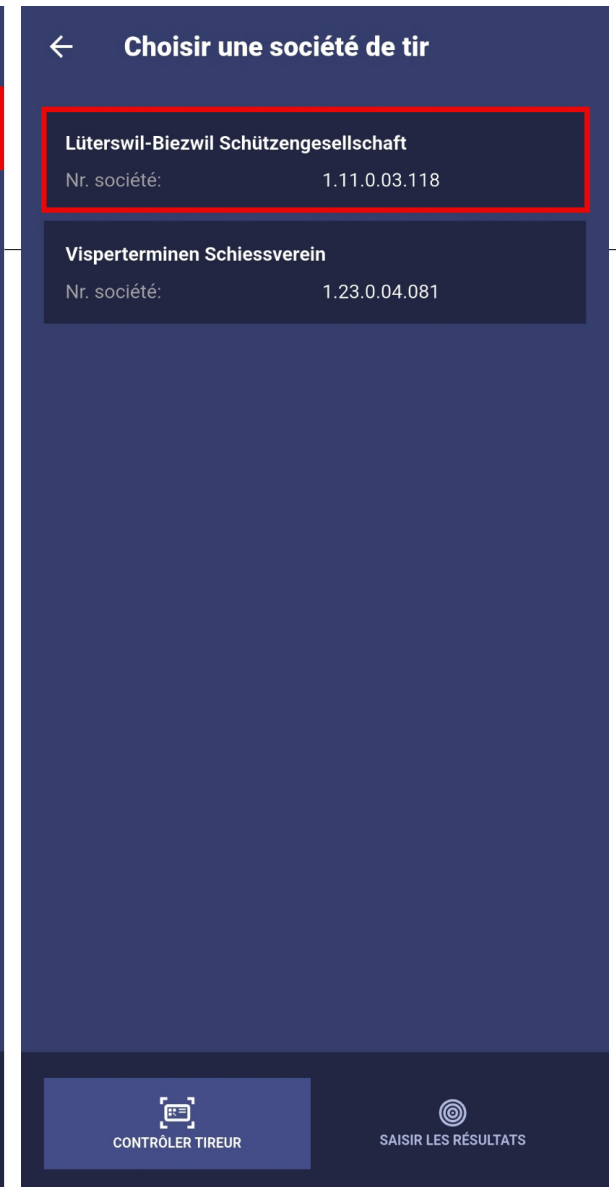 Choisir une société de tir
Lüterswil-Biezwil Schützengesellschaft
Nr. société: 1.11.0.03.118
Visperterminen Schiessverein
Nr. société: 1.23.0.04.081
CONTRÔLER TIREUR
SAISIR LES RÉSULTATS